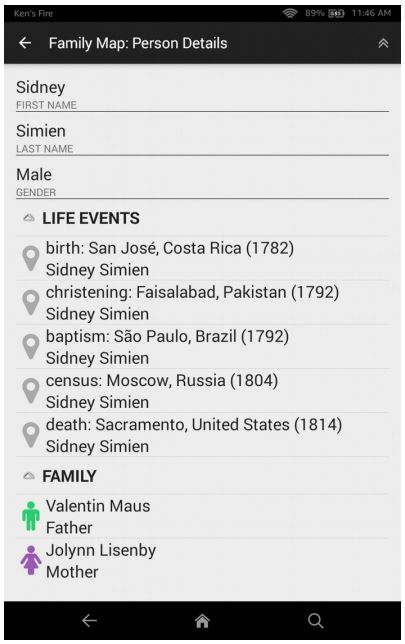 Ken's Fire 89% 11:46 AM
Family Map: Person Details
Sidney
FIRST NAME
Simien
LAST NAME
Male
GENDER
LIFE EVENTS
birth: San José, Costa Rica (1782)
Sidney Simien
christening: Faisalabad, Pakistan (1792)
Sidney Simien
baptism: São Paulo, Brazil (1792)
Sidney Simien
census: Moscow, Russia (1804)
Sidney Simien
death: Sacramento, United States (1814)
Sidney Simien
FAMILY
Valentin Maus
Father
Jolynn Lisenby
Mother